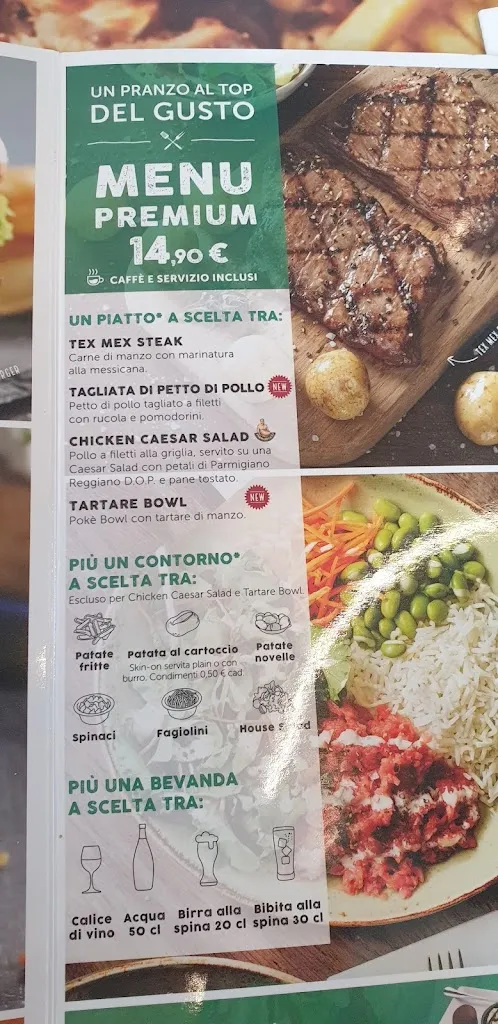 UN PRANZO AL TOP
DEL GUSTO
MENU
PREMIUM
14,90 €
CAFFÈ E SERVIZIO INCLUSI
UN PIATTO* A SCELTA TRA:
TEX MEX STEAK
Carne di manzo con marinatura
alla messicana.
TAGLIATA DI PETTO DI POLLO NEW
Petto di pollo tagliato a filetti
con rucola e pomodorini.
CHICKEN CAESAR SALAD
Pollo a filetti alla griglia, servito su una
Caesar Salad con petali di Parmigiano
Reggiano D.O.P. e pane tostato.
TARTARE BOWL NEW
Pokè Bowl con tartare di manzo.
PIÙ UN CONTORNO*
A SCELTA TRA:
Escluso per Chicken Caesar Salad e Tartare Bowl.
Patate
fritte
Patata al cartoccio
Skin-on servita plain o con
burro. Condimenti 0,50 € cad.
Patate
novelle
Spinaci
Fagiolini
House Salad
PIÙ UNA BEVANDA
A SCELTA TRA:
Calice
di vino
Acqua
50 cl
Birra alla
spina 20 cl
Bibita alla
spina 30 cl
TEX MEX